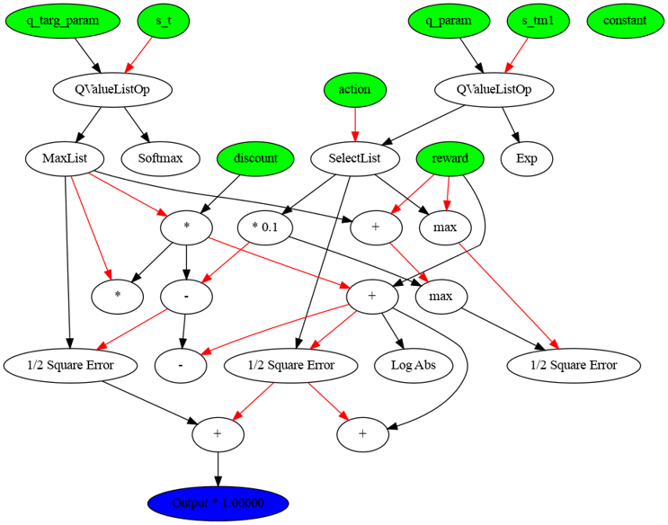 q_targ_param
s_t
q_param
s_tm1
constant
QValueListOp
action
QValueListOp
MaxList
Softmax
discount
SelectList
reward
Exp
*
* 0.1
+
max
*
-
+
max
1/2 Square Error
-
1/2 Square Error
Log Abs
1/2 Square Error
+
+
Output * 1.00000